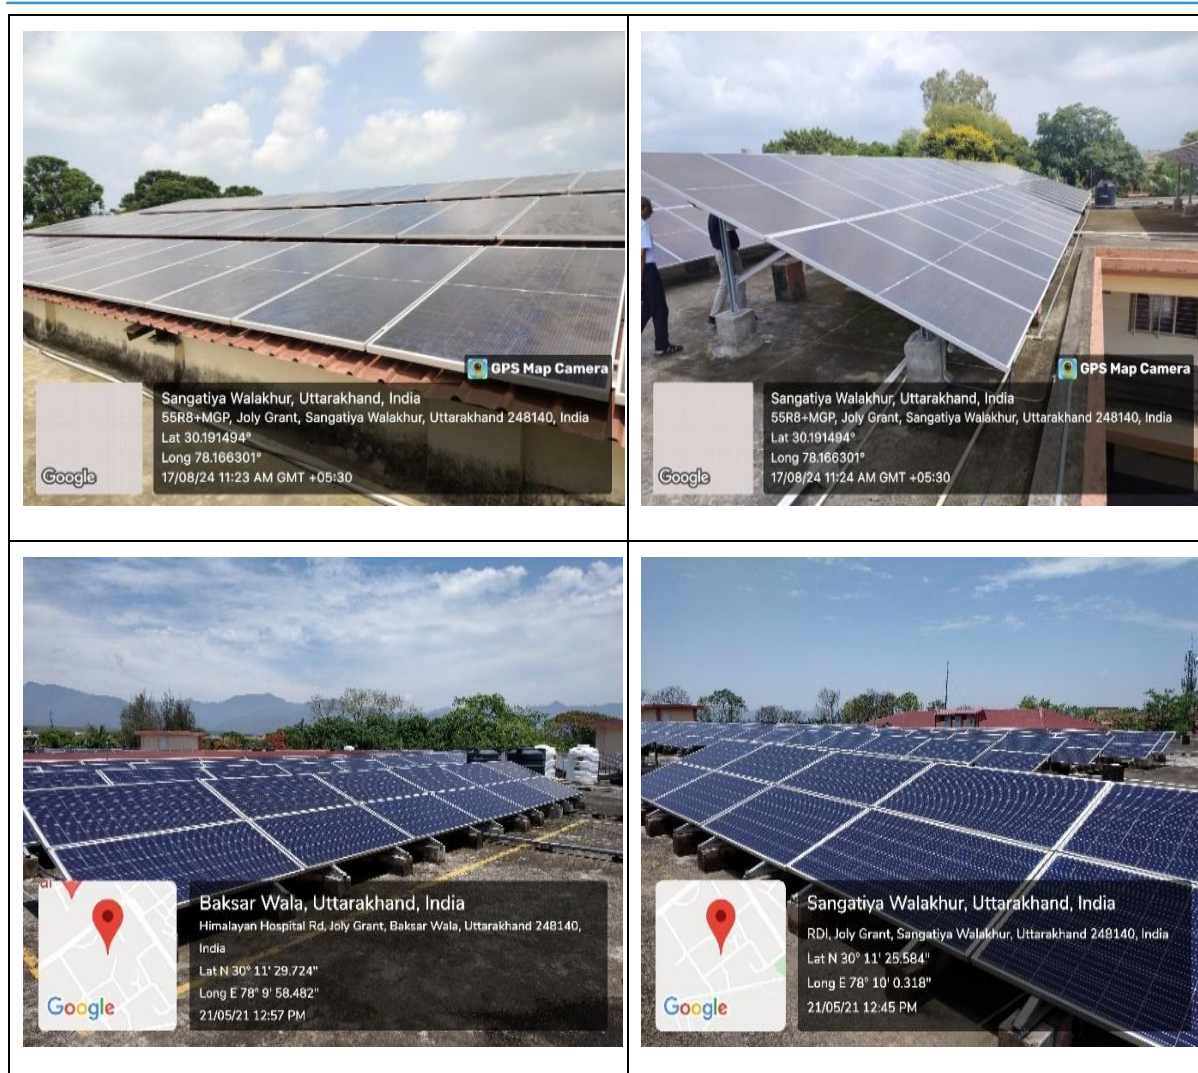 GPS Map Camera
Sangatiya Walakhur, Uttarakhand, India
55R8+MGP, Joly Grant, Sangatiya Walakhur, Uttarakhand 248140, India
Lat 30.191494°
Long 78.166301°
17/08/24 11:23 AM GMT +05:30
Google
GPS Map Camera
Sangatiya Walakhur, Uttarakhand, India
55R8+MGP, Joly Grant, Sangatiya Walakhur, Uttarakhand 248140, India
Lat 30.191494°
Long 78.166301°
17/08/24 11:24 AM GMT +05:30
Google
Baksar Wala, Uttarakhand, India
Himalayan Hospital Rd, Joly Grant, Baksar Wala, Uttarakhand 248140,
India
Lat N 30° 11' 29.724"
Long E 78° 9' 58.482"
21/05/21 12:57 PM
Google
Sangatiya Walakhur, Uttarakhand, India
RDI, Joly Grant, Sangatiya Walakhur, Uttarakhand 248140, India
Lat N 30° 11' 25.584"
Long E 78° 10' 0.318"
21/05/21 12:45 PM
Google